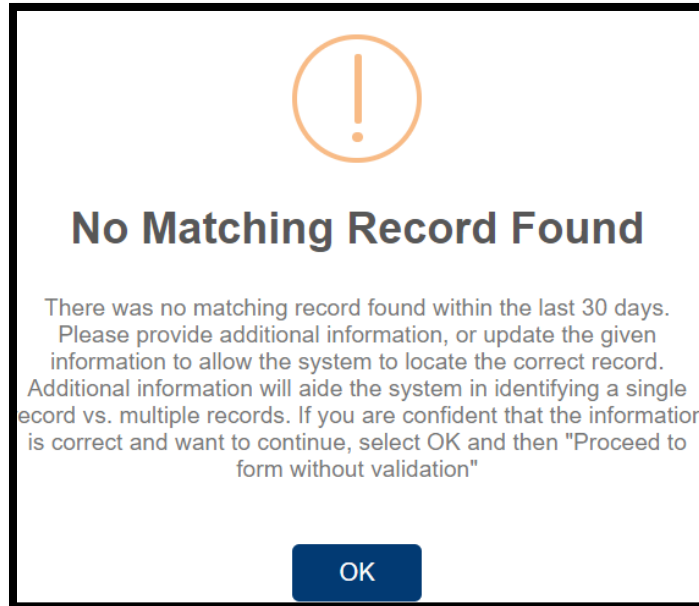 No Matching Record Found
There was no matching record found within the last 30 days.
Please provide additional information, or update the given
information to allow the system to locate the correct record.
Additional information will aide the system in identifying a single
ecord vs. multiple records. If you are confident that the information
is correct and want to continue, select OK and then "Proceed to
form without validation"
OK